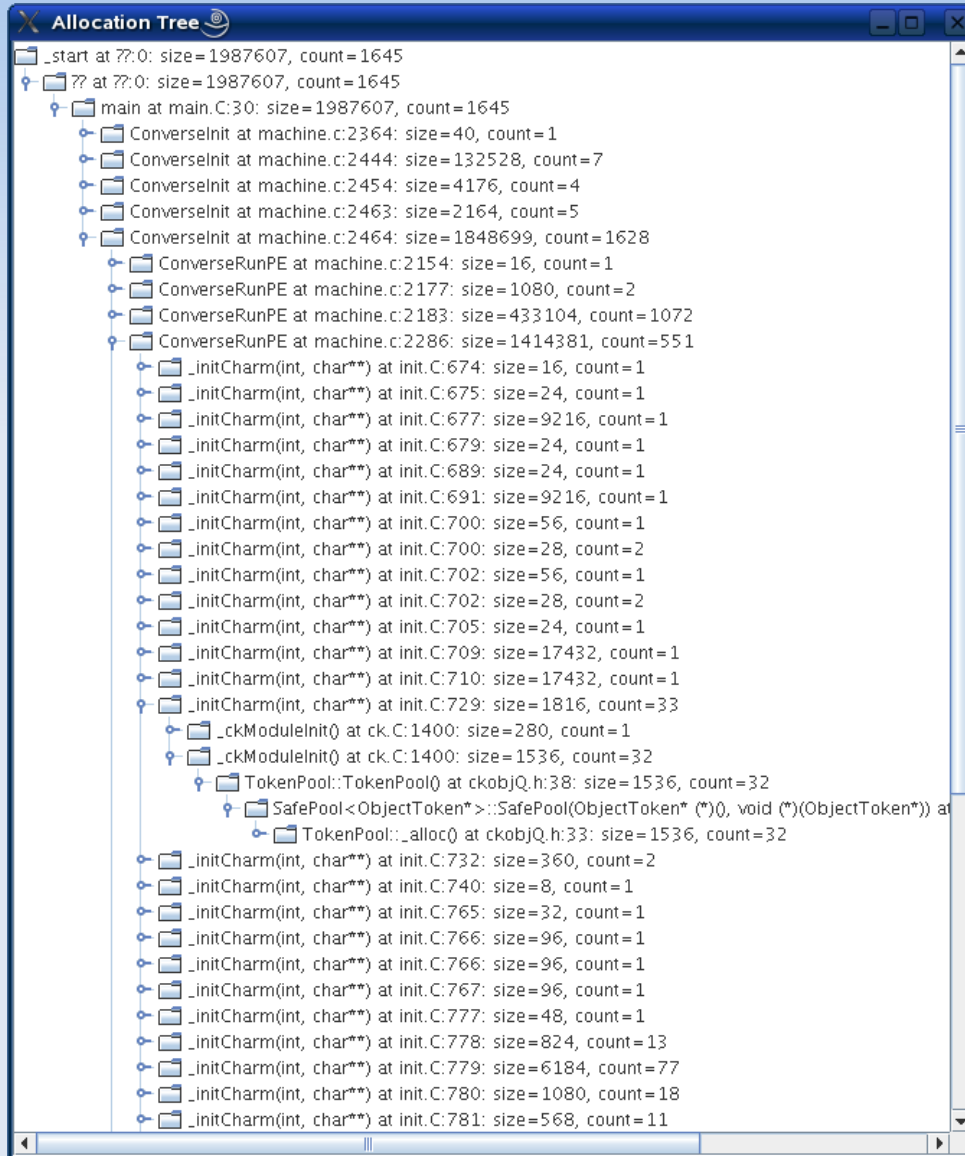 Allocation Tree
_start at ??:0: size=1987607, count=1645
?? at ??:0: size=1987607, count=1645
main at main.C:30: size=1987607, count=1645
ConverseInit at machine.c:2364: size=40, count=1
ConverseInit at machine.c:2444: size=132528, count=7
ConverseInit at machine.c:2454: size=4176, count=4
ConverseInit at machine.c:2463: size=2164, count=5
ConverseInit at machine.c:2464: size=1848699, count=1628
ConverseRunPE at machine.c:2154: size=16, count=1
ConverseRunPE at machine.c:2177: size=1080, count=2
ConverseRunPE at machine.c:2183: size=433104, count=1072
ConverseRunPE at machine.c:2286: size=1414381, count=551
_initCharm(int, char**) at init.C:674: size=16, count=1
_initCharm(int, char**) at init.C:675: size=24, count=1
_initCharm(int, char**) at init.C:677: size=9216, count=1
_initCharm(int, char**) at init.C:679: size=24, count=1
_initCharm(int, char**) at init.C:689: size=24, count=1
_initCharm(int, char**) at init.C:691: size=9216, count=1
_initCharm(int, char**) at init.C:700: size=56, count=1
_initCharm(int, char**) at init.C:700: size=28, count=2
_initCharm(int, char**) at init.C:702: size=56, count=1
_initCharm(int, char**) at init.C:702: size=28, count=2
_initCharm(int, char**) at init.C:705: size=24, count=1
_initCharm(int, char**) at init.C:709: size=17432, count=1
_initCharm(int, char**) at init.C:710: size=17432, count=1
_initCharm(int, char**) at init.C:729: size=1816, count=33
_ckModuleInit() at ck.C:1400: size=280, count=1
_ckModuleInit() at ck.C:1400: size=1536, count=32
TokenPool::TokenPool() at ckobjQ.h:38: size=1536, count=32
SafePool<ObjectToken*>::SafePool(ObjectToken* (*)(), void (*)(ObjectToken*)) at
TokenPool::_alloc() at ckobjQ.h:33: size=1536, count=32
_initCharm(int, char**) at init.C:732: size=360, count=2
_initCharm(int, char**) at init.C:740: size=8, count=1
_initCharm(int, char**) at init.C:765: size=32, count=1
_initCharm(int, char**) at init.C:766: size=96, count=1
_initCharm(int, char**) at init.C:766: size=96, count=1
_initCharm(int, char**) at init.C:767: size=96, count=1
_initCharm(int, char**) at init.C:777: size=48, count=1
_initCharm(int, char**) at init.C:778: size=824, count=13
_initCharm(int, char**) at init.C:779: size=6184, count=77
_initCharm(int, char**) at init.C:780: size=1080, count=18
_initCharm(int, char**) at init.C:781: size=568, count=11